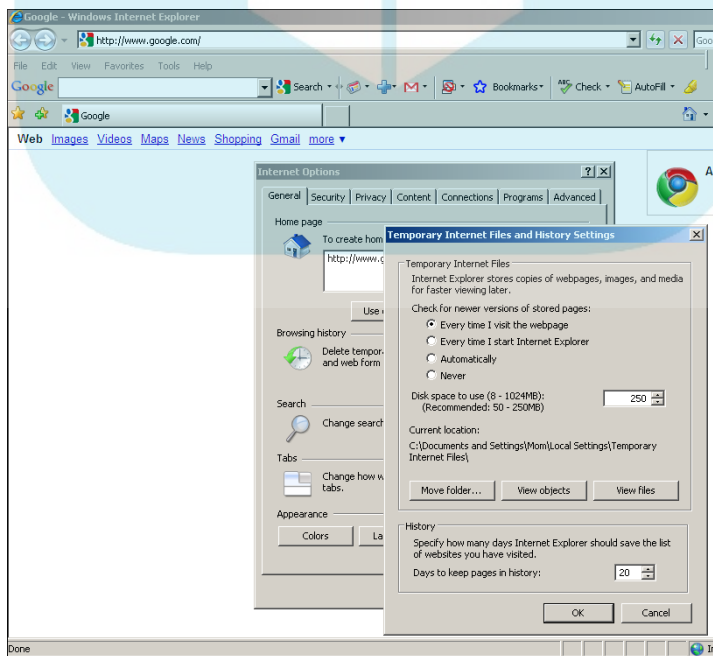 Google - Windows Internet Explorer
http://www.google.com/
Goo
File Edit View Favorites Tools Help
Google Search Bookmarks Check AutoFill
Google
Web Images Videos Maps News Shopping Gmail more
A
Internet Options
General Security Privacy Content Connections Programs Advanced
Home page
To create hom
http://www.g
Use
Browsing history
Delete tempor
and web form
Search
Change search
Tabs
Change how w
tabs.
Appearance
Colors La
Temporary Internet Files and History Settings
Temporary Internet Files
Internet Explorer stores copies of webpages, images, and media
for faster viewing later.
Check for newer versions of stored pages:
Every time I visit the webpage
Every time I start Internet Explorer
Automatically
Never
Disk space to use (8 - 1024MB): 250
(Recommended: 50 - 250MB)
Current location:
C:\Documents and Settings\Mom\Local Settings\Temporary
Internet Files\
Move folder... View objects View files
History
Specify how many days Internet Explorer should save the list
of websites you have visited.
Days to keep pages in history: 20
OK Cancel
Done